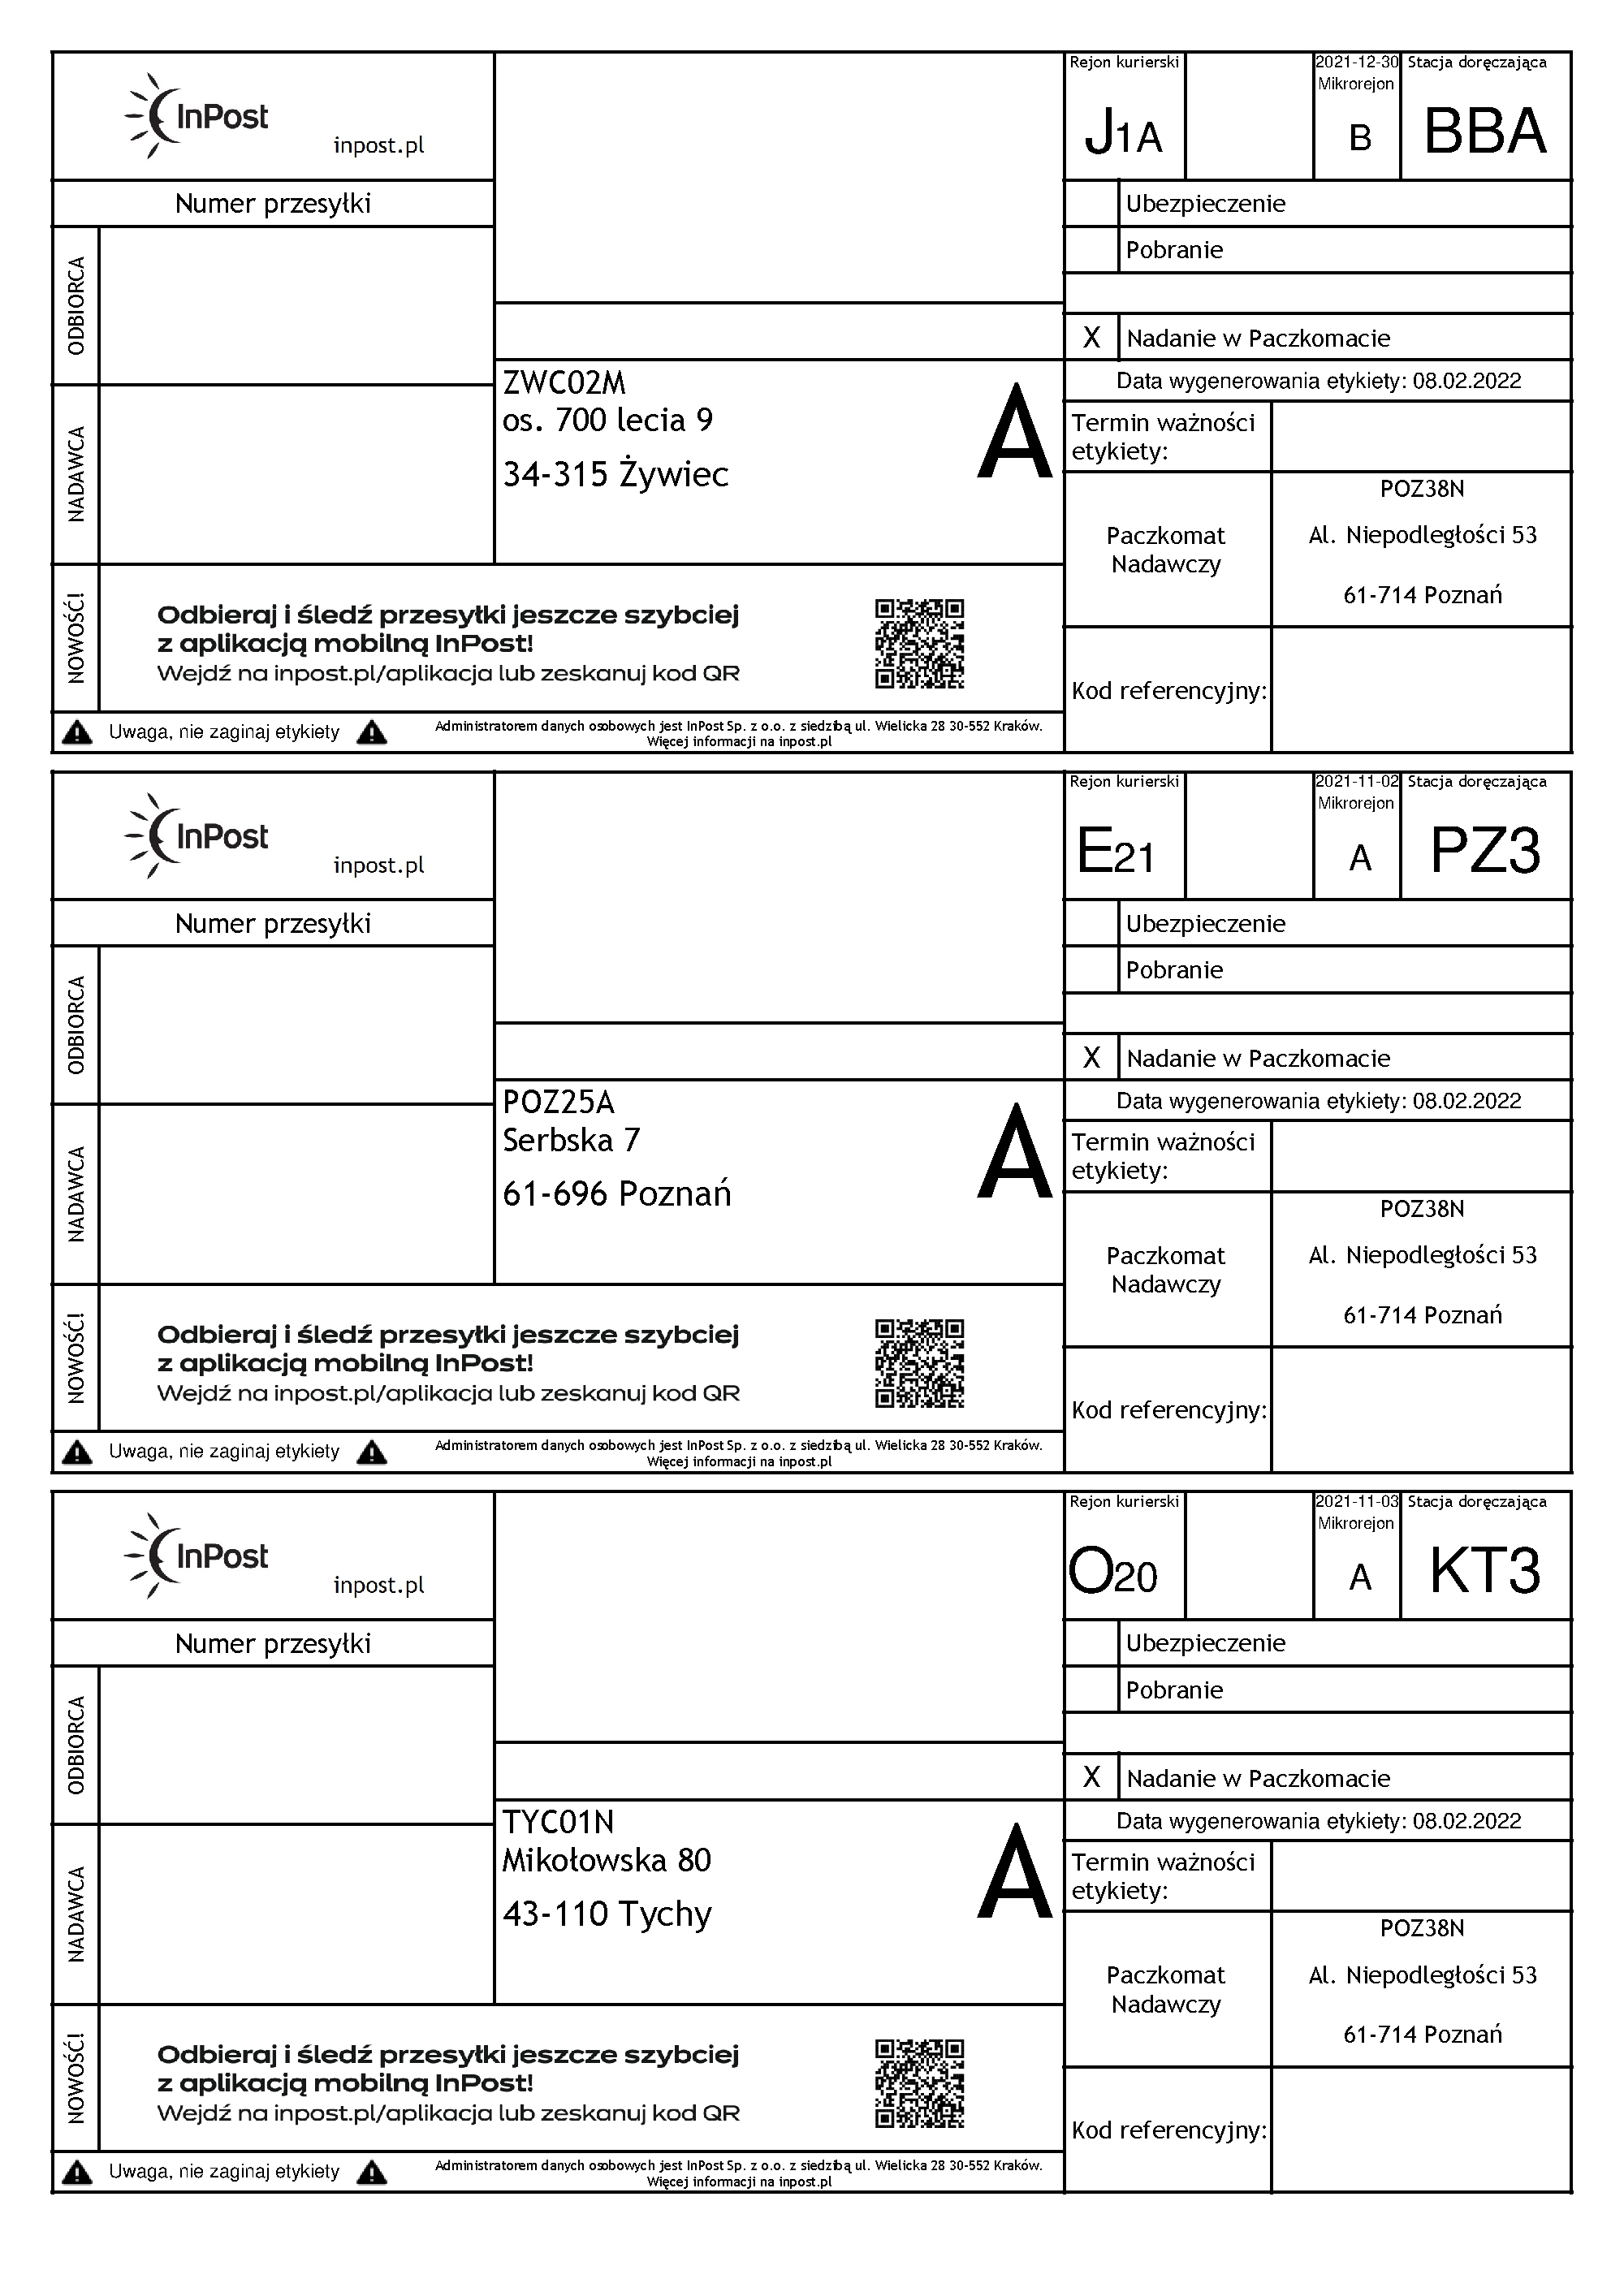 InPost
inpost.pl
Numer przesyłki
ODBIORCA
NADAWCA
ZWC02M
os. 700 lecia 9
34-315 Żywiec
A
Rejon kurierski
J1A
2021-12-30
Mikrorejon
B
Stacja doręczająca
BBA
Ubezpieczenie
Pobranie
X Nadanie w Paczkomacie
Data wygenerowania etykiety: 08.02.2022
Termin ważności
etykiety:
Paczkomat
Nadawczy
POZ38N
Al. Niepodległości 53
61-714 Poznań
Kod referencyjny:
NOWOŚĆ!
Odbieraj i śledź przesyłki jeszcze szybciej
z aplikacją mobilną InPost!
Wejdź na inpost.pl/aplikacja lub zeskanuj kod QR
Uwaga, nie zaginaj etykiety
Administratorem danych osobowych jest InPost Sp. z o.o. z siedzibą ul. Wielicka 28 30-552 Kraków.
Więcej informacji na inpost.pl
InPost
inpost.pl
Numer przesyłki
ODBIORCA
NADAWCA
POZ25A
Serbska 7
61-696 Poznań
A
Rejon kurierski
E21
2021-11-02
Mikrorejon
A
Stacja doręczająca
PZ3
Ubezpieczenie
Pobranie
X Nadanie w Paczkomacie
Data wygenerowania etykiety: 08.02.2022
Termin ważności
etykiety:
Paczkomat
Nadawczy
POZ38N
Al. Niepodległości 53
61-714 Poznań
Kod referencyjny:
NOWOŚĆ!
Odbieraj i śledź przesyłki jeszcze szybciej
z aplikacją mobilną InPost!
Wejdź na inpost.pl/aplikacja lub zeskanuj kod QR
Uwaga, nie zaginaj etykiety
Administratorem danych osobowych jest InPost Sp. z o.o. z siedzibą ul. Wielicka 28 30-552 Kraków.
Więcej informacji na inpost.pl
InPost
inpost.pl
Numer przesyłki
ODBIORCA
NADAWCA
TYC01N
Mikołowska 80
43-110 Tychy
A
Rejon kurierski
O20
2021-11-03
Mikrorejon
A
Stacja doręczająca
KT3
Ubezpieczenie
Pobranie
X Nadanie w Paczkomacie
Data wygenerowania etykiety: 08.02.2022
Termin ważności
etykiety:
Paczkomat
Nadawczy
POZ38N
Al. Niepodległości 53
61-714 Poznań
Kod referencyjny:
NOWOŚĆ!
Odbieraj i śledź przesyłki jeszcze szybciej
z aplikacją mobilną InPost!
Wejdź na inpost.pl/aplikacja lub zeskanuj kod QR
Uwaga, nie zaginaj etykiety
Administratorem danych osobowych jest InPost Sp. z o.o. z siedzibą ul. Wielicka 28 30-552 Kraków.
Więcej informacji na inpost.pl